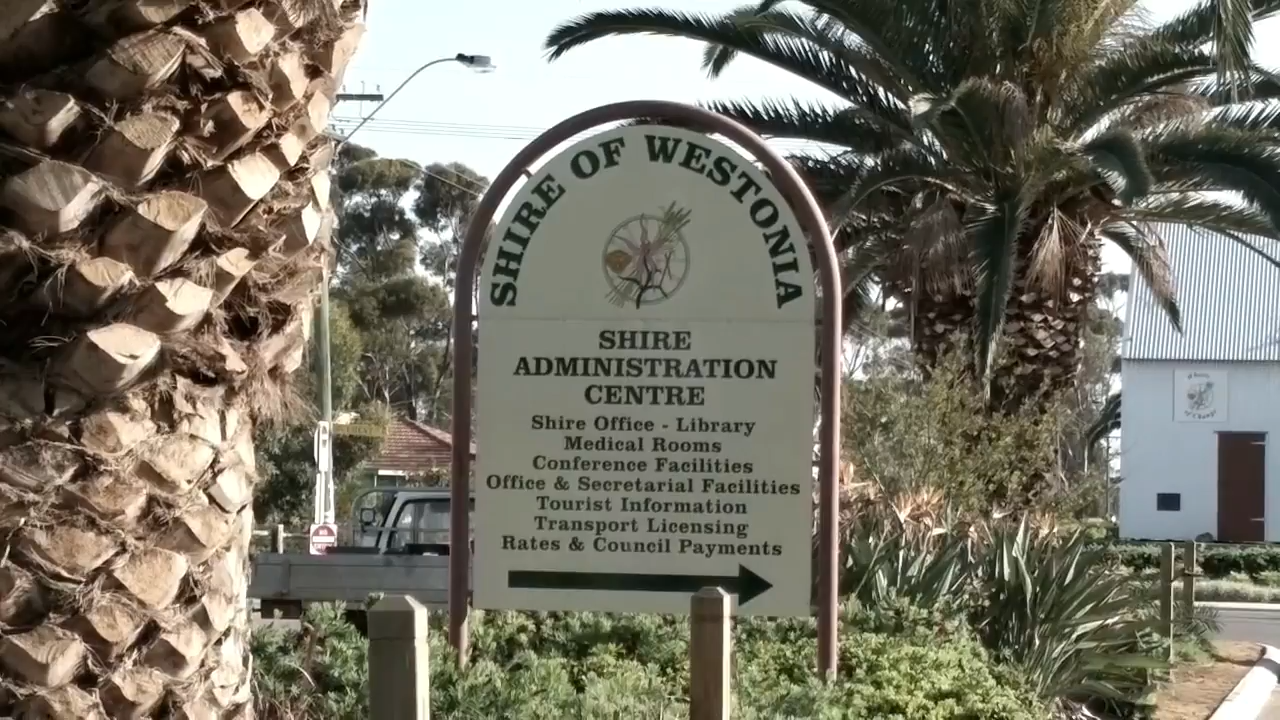 SHIRE OF WESTONIA
SHIRE
ADMINISTRATION
CENTRE
Shire Office - Library
Medical Rooms
Conference Facilities
Office & Secretarial Facilities
Tourist Information
Transport Licensing
Rates & Council Payments